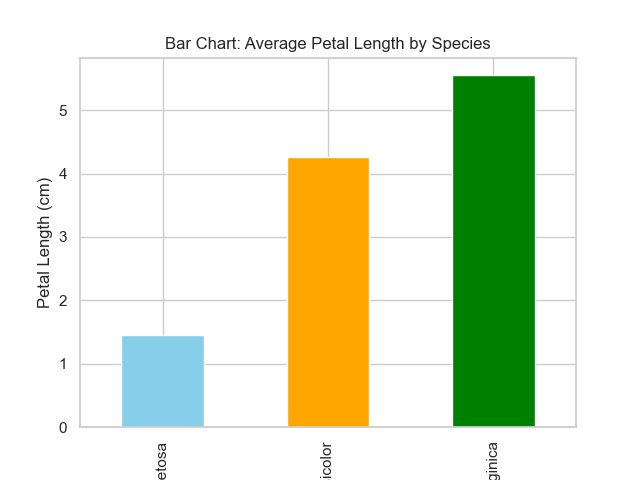 Bar Chart: Average Petal Length by Species
Petal Length (cm)
5
4
3
2
1
0
etosa
icolor
ginica